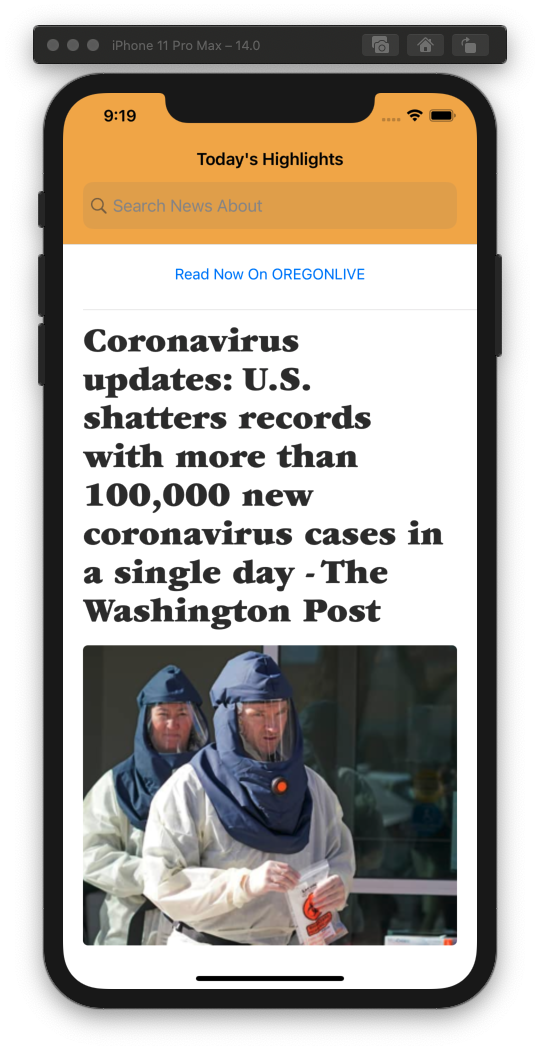 iPhone 11 Pro Max – 14.0
9:19
Today's Highlights
Search News About
Read Now On OREGONLIVE
Coronavirus
updates: U.S.
shatters records
with more than
100,000 new
coronavirus cases in
a single day - The
Washington Post